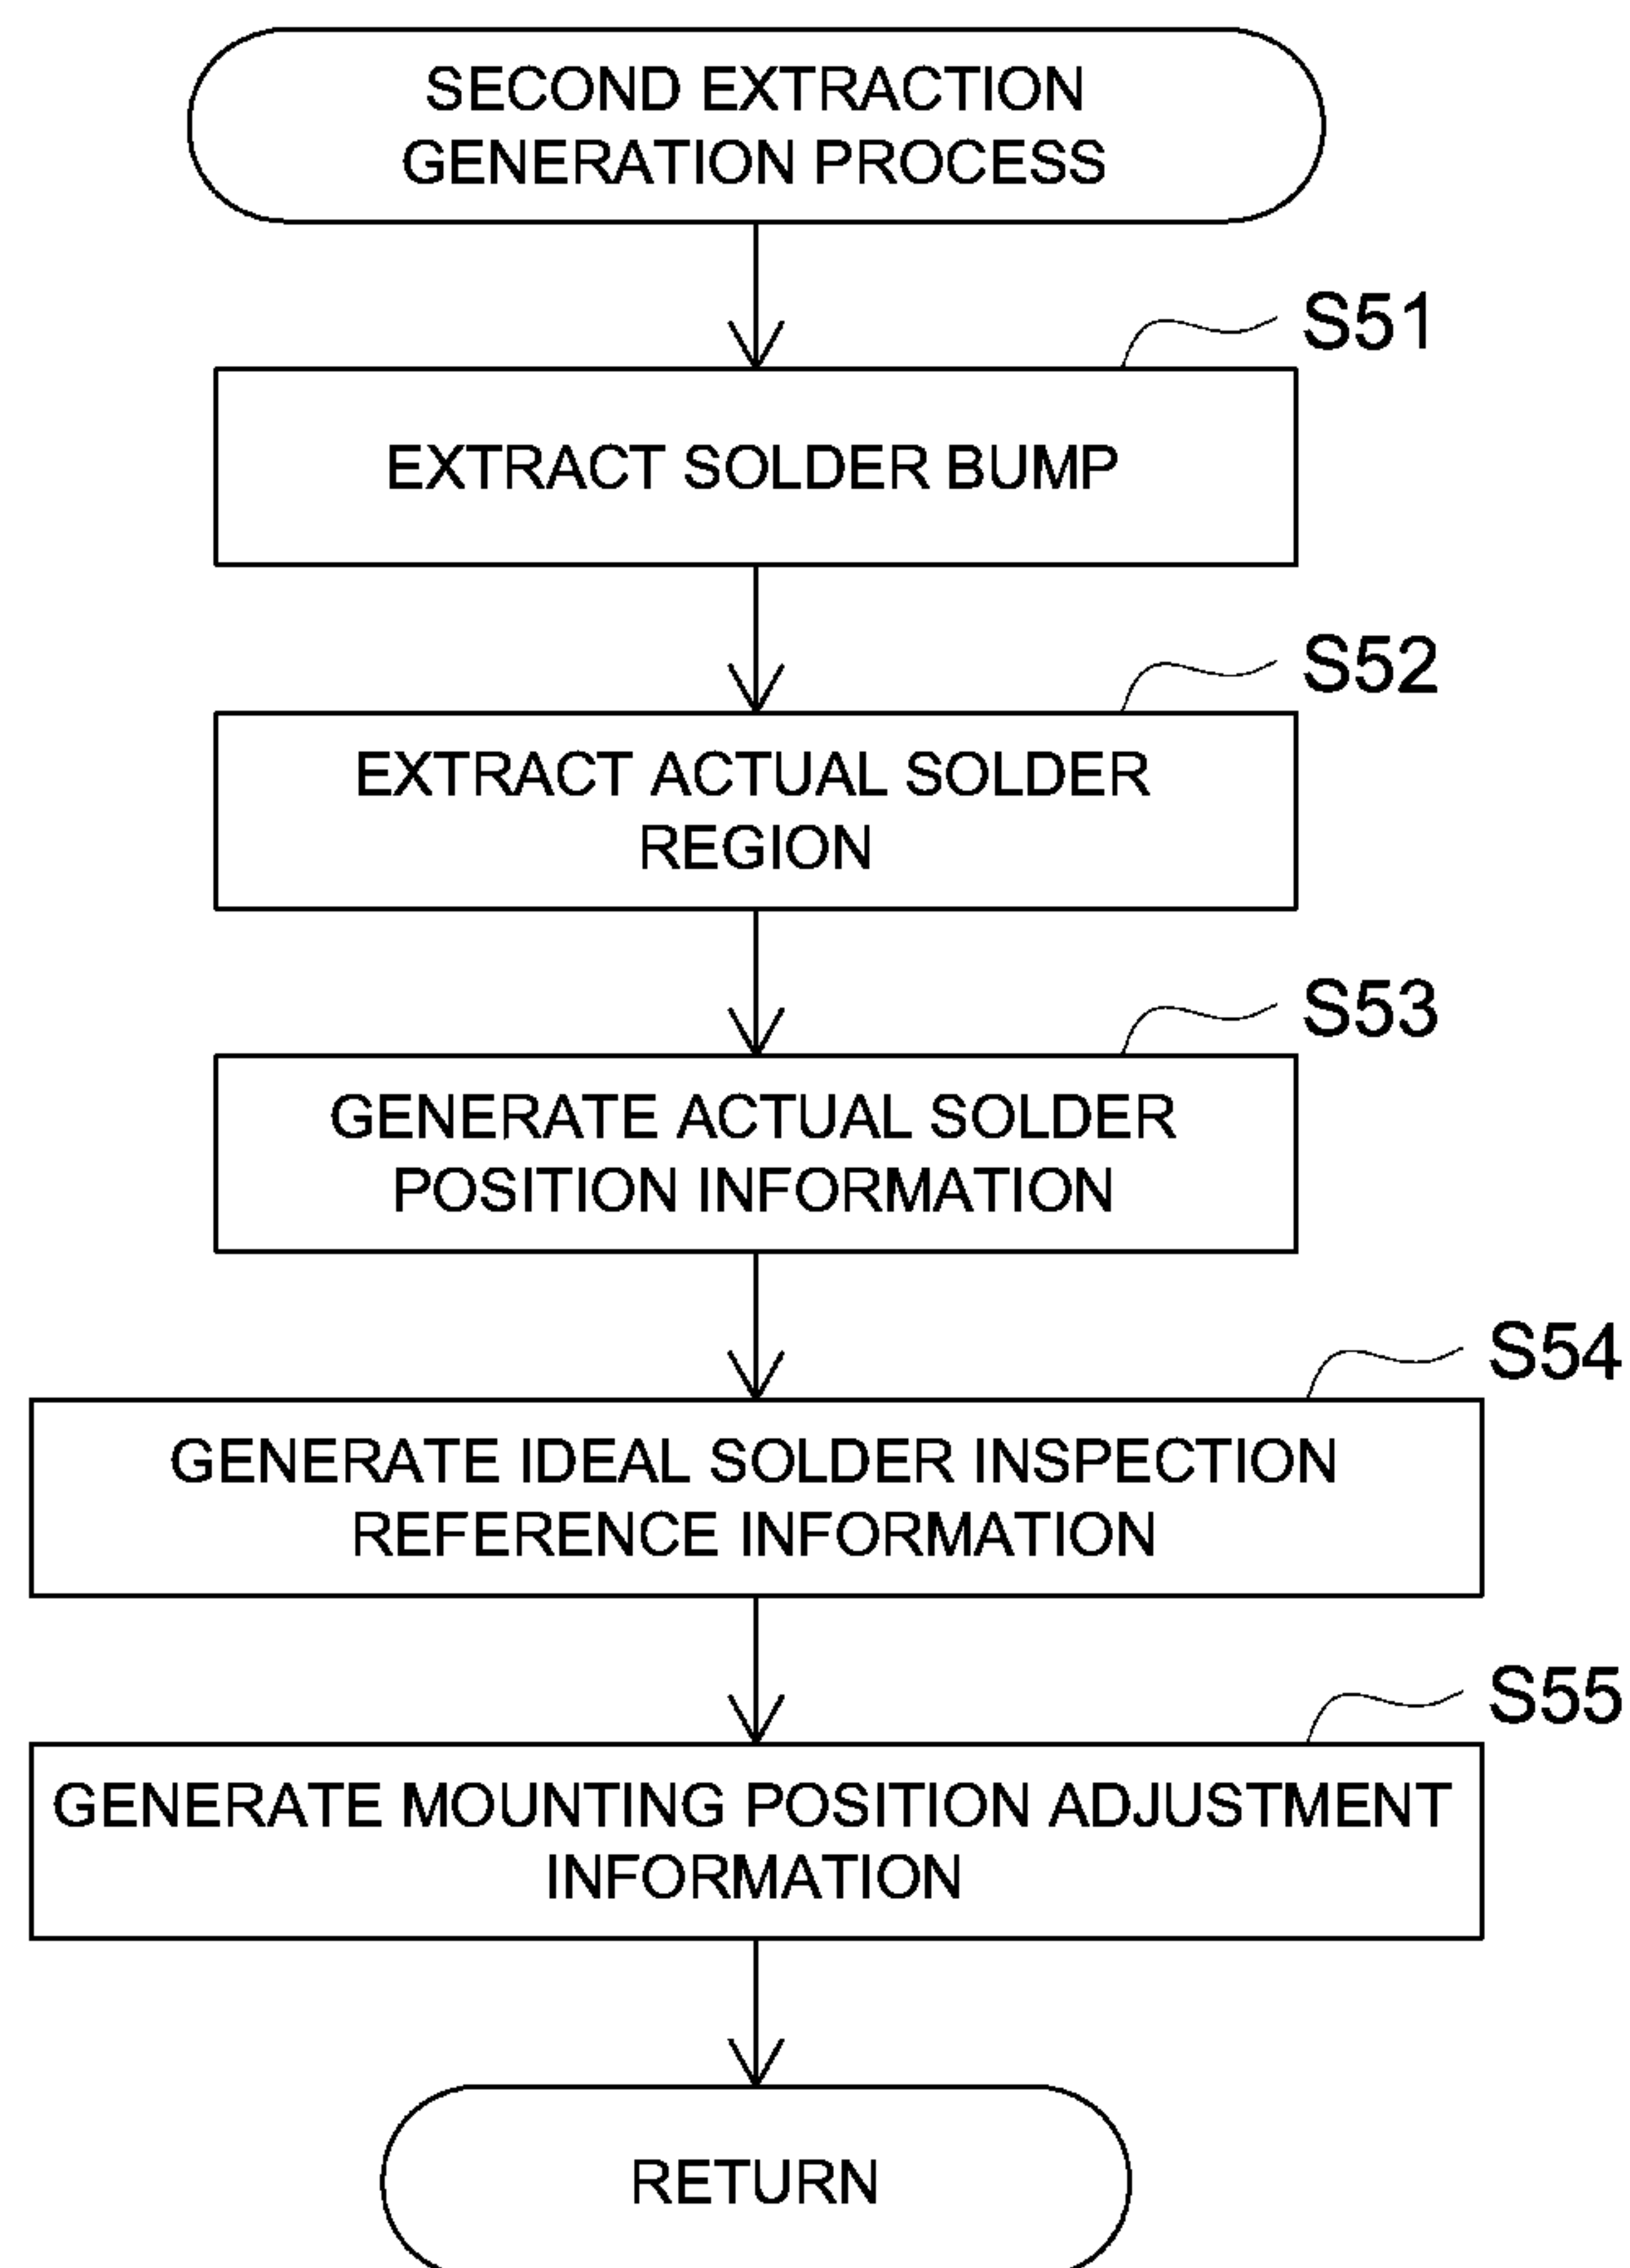 SECOND EXTRACTION
GENERATION PROCESS
S51
EXTRACT SOLDER BUMP
S52
EXTRACT ACTUAL SOLDER
REGION
S53
GENERATE ACTUAL SOLDER
POSITION INFORMATION
S54
GENERATE IDEAL SOLDER INSPECTION
REFERENCE INFORMATION
S55
GENERATE MOUNTING POSITION ADJUSTMENT
INFORMATION
RETURN